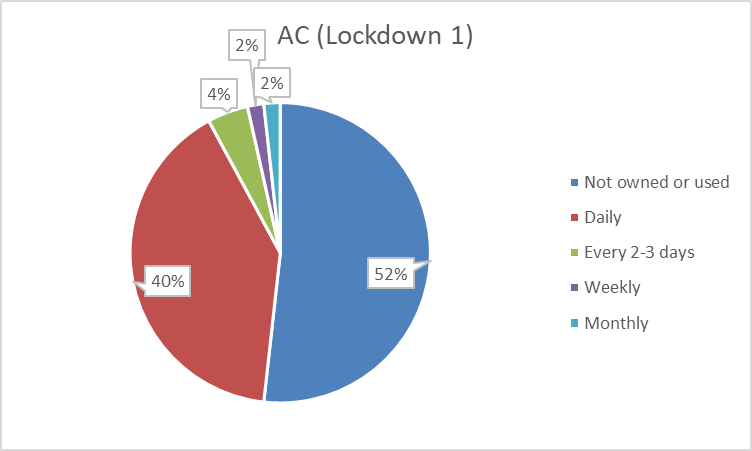 AC (Lockdown 1)
2%
2%
4%
40%
52%
Not owned or used
Daily
Every 2-3 days
Weekly
Monthly